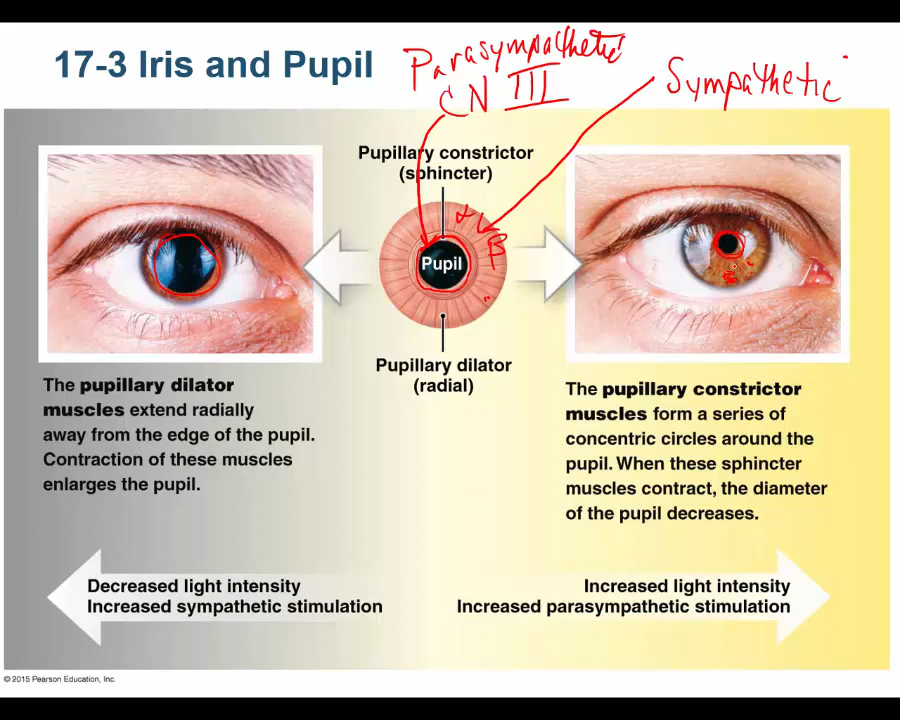 17-3 Iris and Pupil
Parasympathetic
CN III
Sympathetic
Pupillary constrictor
(sphincter)
α
β
Pupil
Pupillary dilator
(radial)
The pupillary dilator
muscles extend radially
away from the edge of the pupil.
Contraction of these muscles
enlarges the pupil.
The pupillary constrictor
muscles form a series of
concentric circles around the
pupil. When these sphincter
muscles contract, the diameter
of the pupil decreases.
Decreased light intensity
Increased sympathetic stimulation
Increased light intensity
Increased parasympathetic stimulation
© 2015 Pearson Education, Inc.